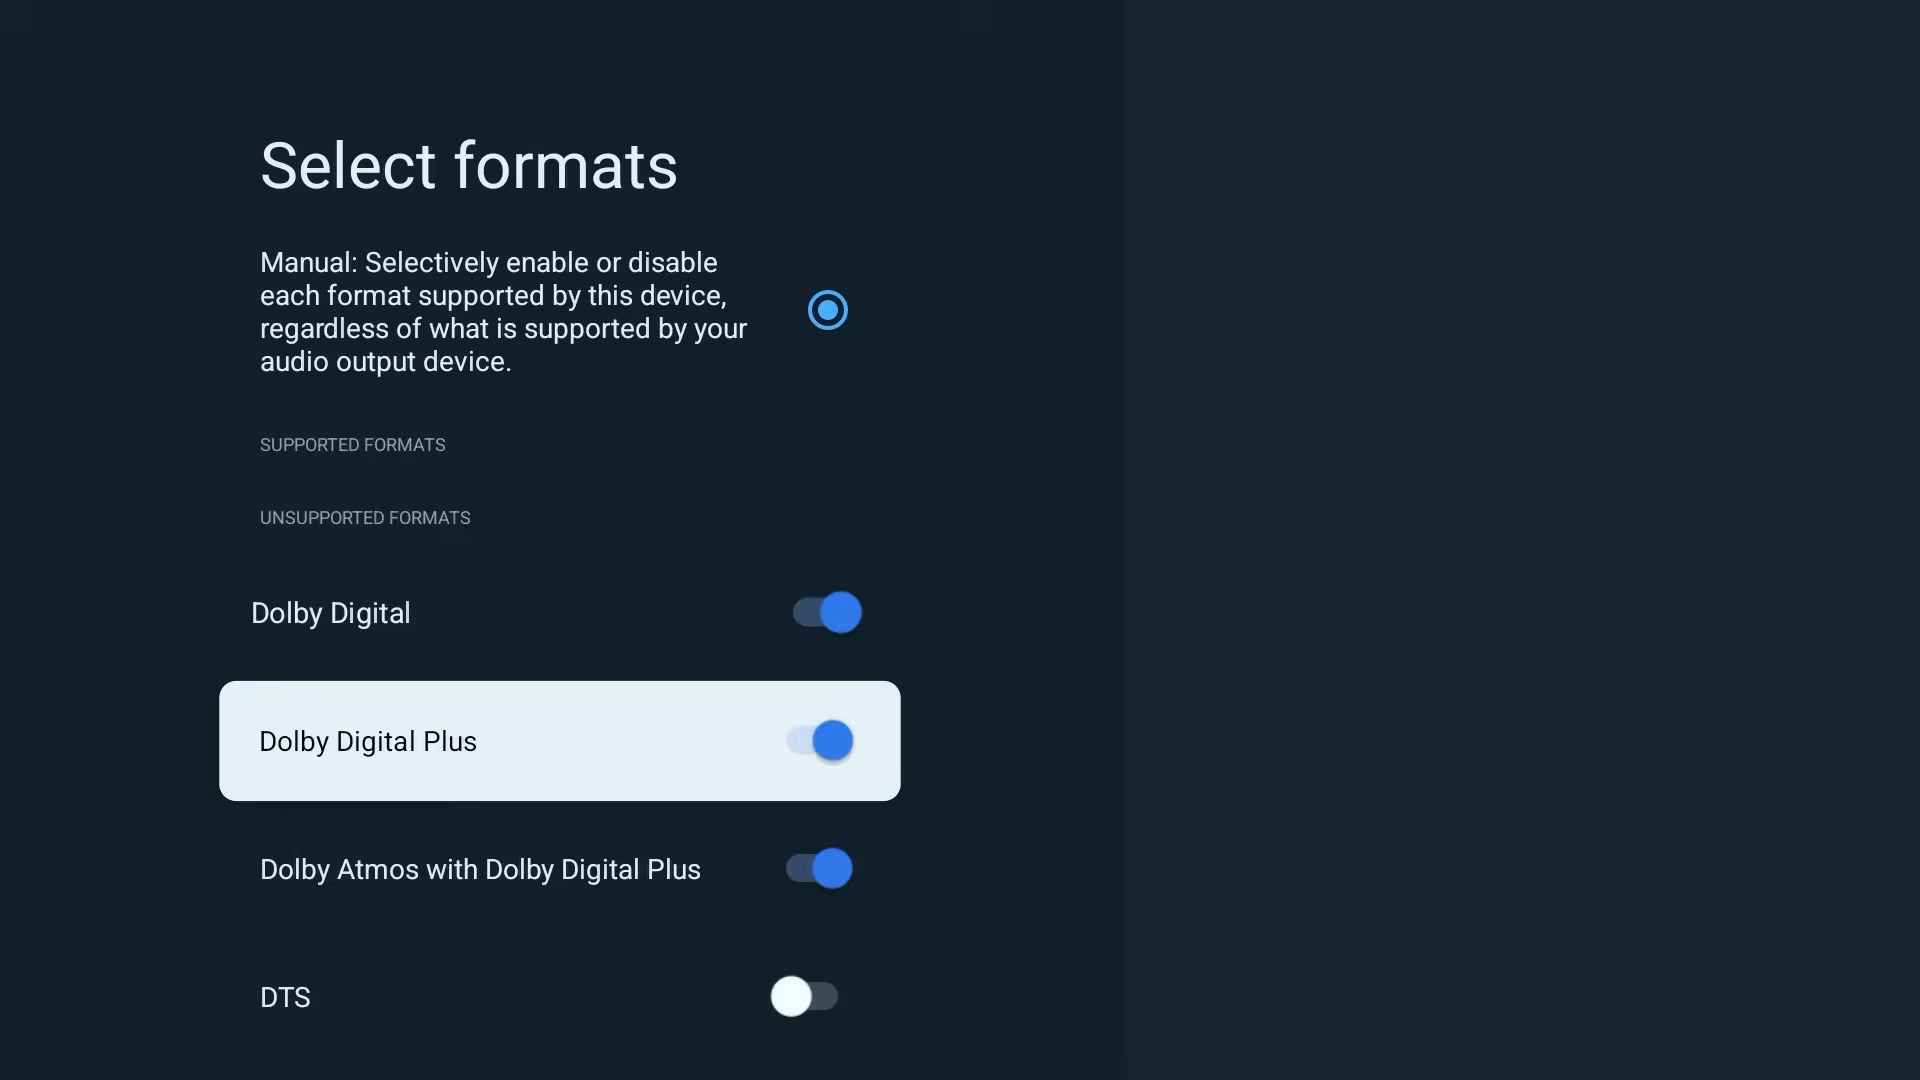 Select formats
Manual: Selectively enable or disable
each format supported by this device,
regardless of what is supported by your
audio output device.
SUPPORTED FORMATS
UNSUPPORTED FORMATS
Dolby Digital
Dolby Digital Plus
Dolby Atmos with Dolby Digital Plus
DTS